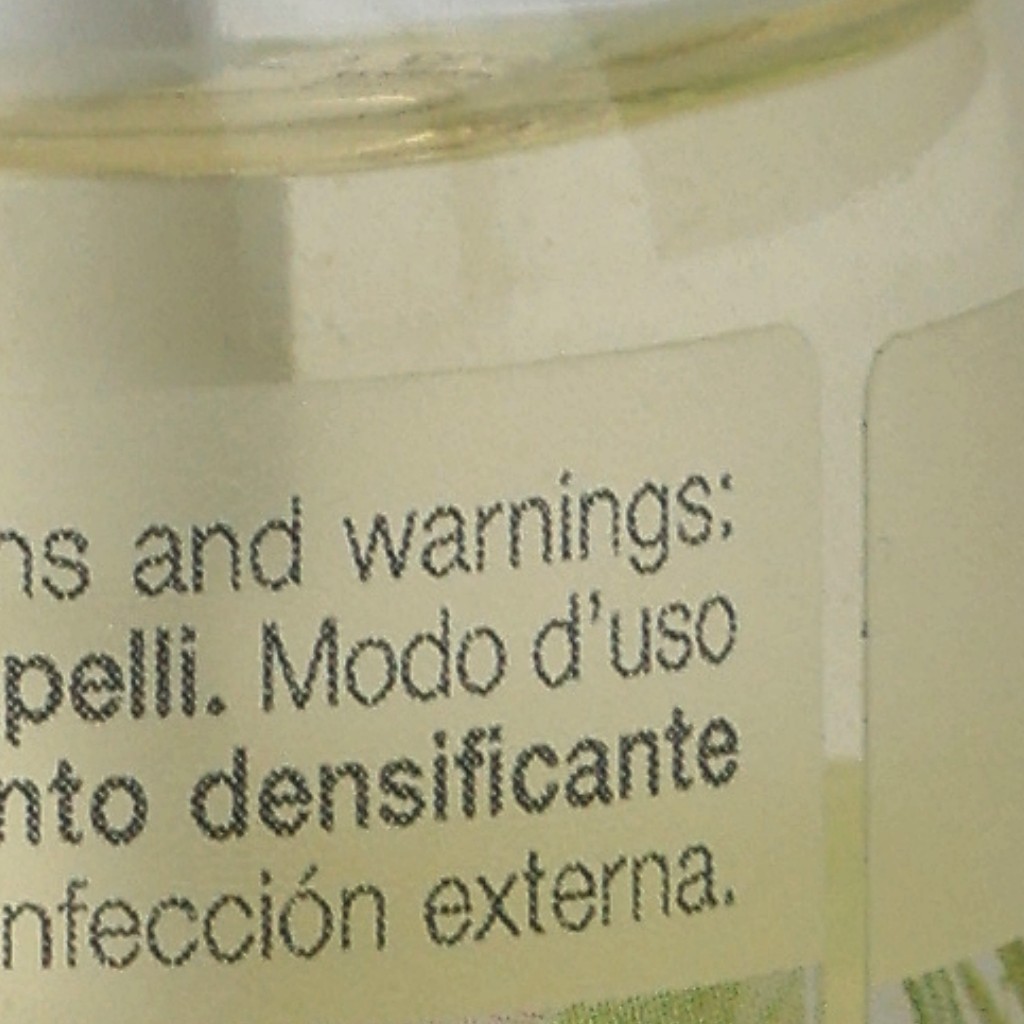 ns and warnings:
pelli. Modo d'uso
nto densificante
nfección externa.